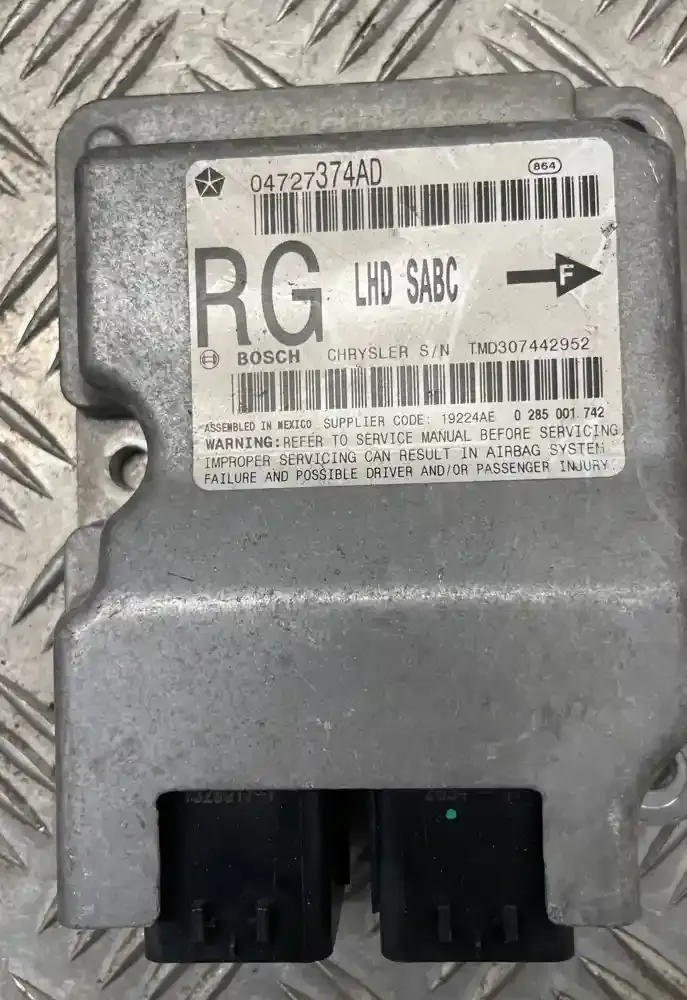 04727374AD 864
RG LHD SABC F
BOSCH CHRYSLER S/N TMD307442952
ASSEMBLED IN MEXICO SUPPLIER CODE: 19224AE 0 285 001 742
WARNING: REFER TO SERVICE MANUAL BEFORE SERVICING
IMPROPER SERVICING CAN RESULT IN AIRBAG SYSTEM
FAILURE AND POSSIBLE DRIVER AND/OR PASSENGER INJURY.